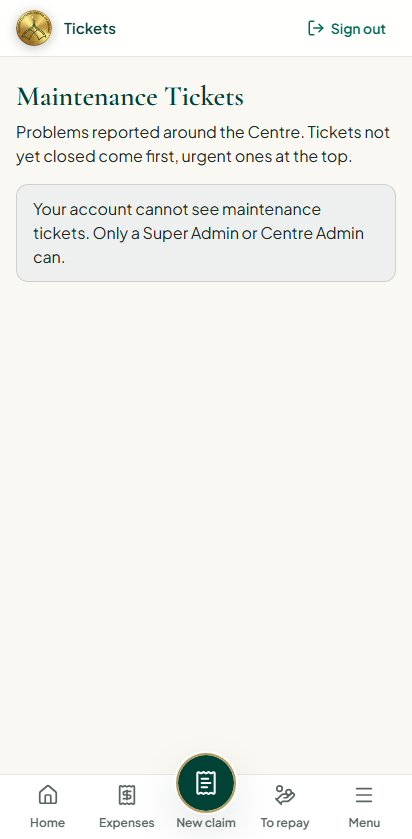 Tickets
Sign out
Maintenance Tickets
Problems reported around the Centre. Tickets not
yet closed come first, urgent ones at the top.
Your account cannot see maintenance
tickets. Only a Super Admin or Centre Admin
can.
Home
Expenses
New claim
To repay
Menu